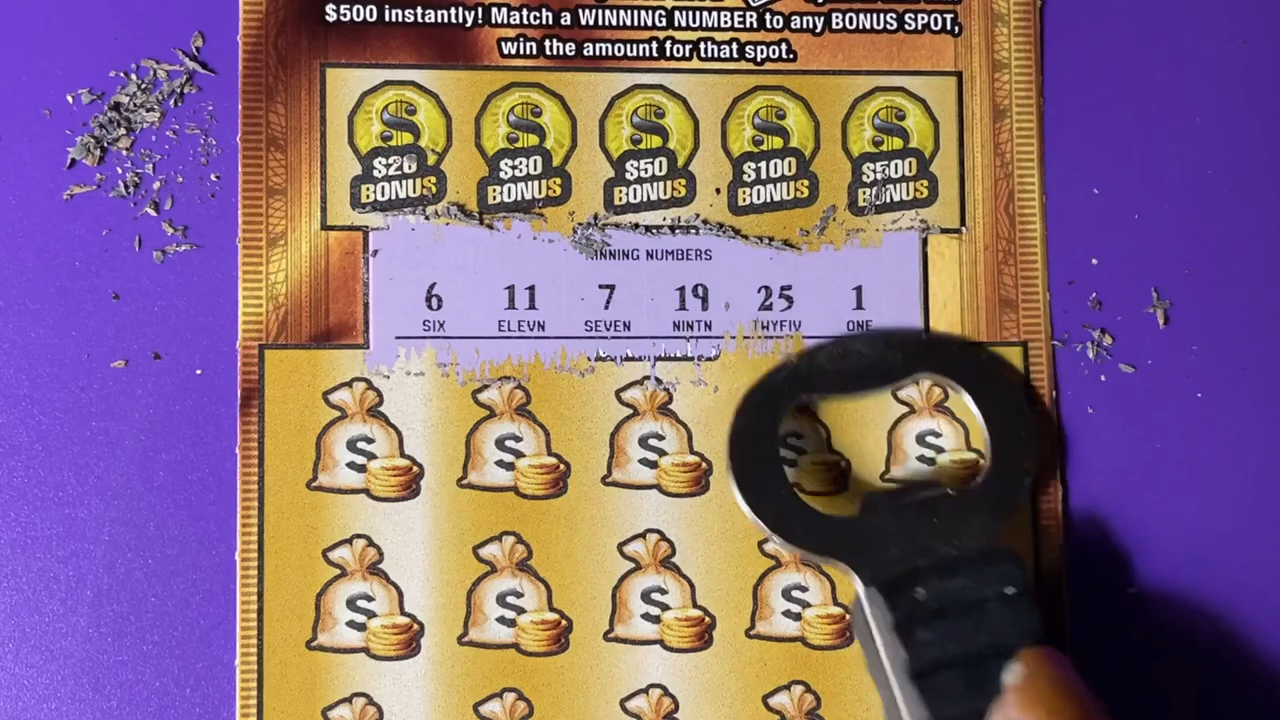 $500 instantly! Match a WINNING NUMBER to any BONUS SPOT,
win the amount for that spot.
$20 $30 $50 $100 $500
BONUS BONUS BONUS BONUS BONUS
WINNING NUMBERS
6 11 7 19 25 1
SIX ELEVN SEVEN NINTN TWYFIV ONE
$ $ $ $ $
$ $ $ $